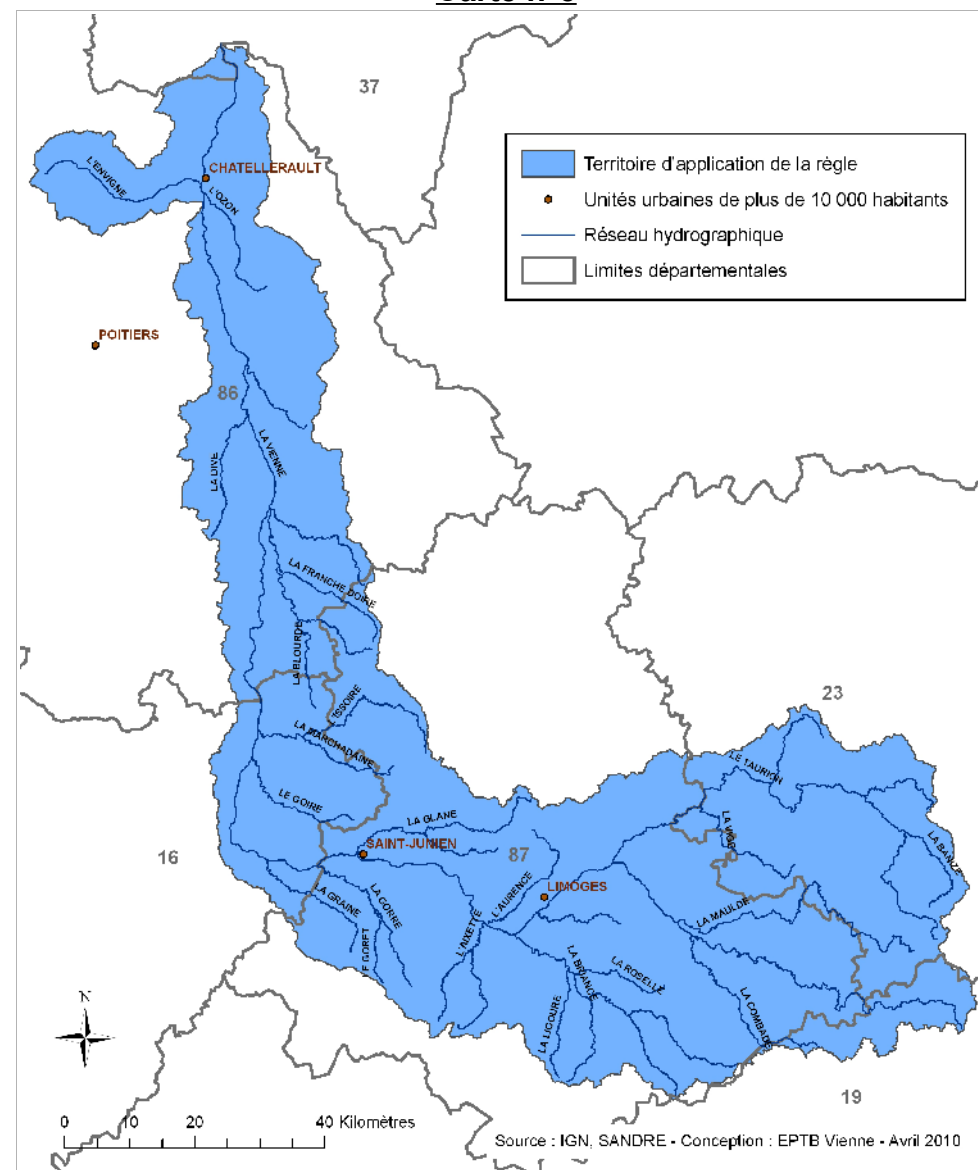 37
CHATELLERAULT
L'ENVIGNE
L'OZON
Territoire d'application de la règle
Unités urbaines de plus de 10 000 habitants
Réseau hydrographique
Limites départementales
POITIERS
86
LA VIENNE
LA DIVE
LA FRANCHE DOIRE
LA BLOURDE
L'ISSOIRE
23
LA MARCHADAINE
LE TAURION
LE GOIRE
LA GLANE
LA VIGE
LA BANZE
SAINT-JUNIEN
16
87
L'AURENCE
LIMOGES
LA GRAINE
LA GORRE
LA MAULDE
L'AIXETTE
LE GORET
LA BRIANCE
LA ROSELLE
LA LIGOURE
LA COMBADE
N
19
0 10 20 40 Kilomètres
Source : IGN, SANDRE - Conception : EPTB Vienne - Avril 2010